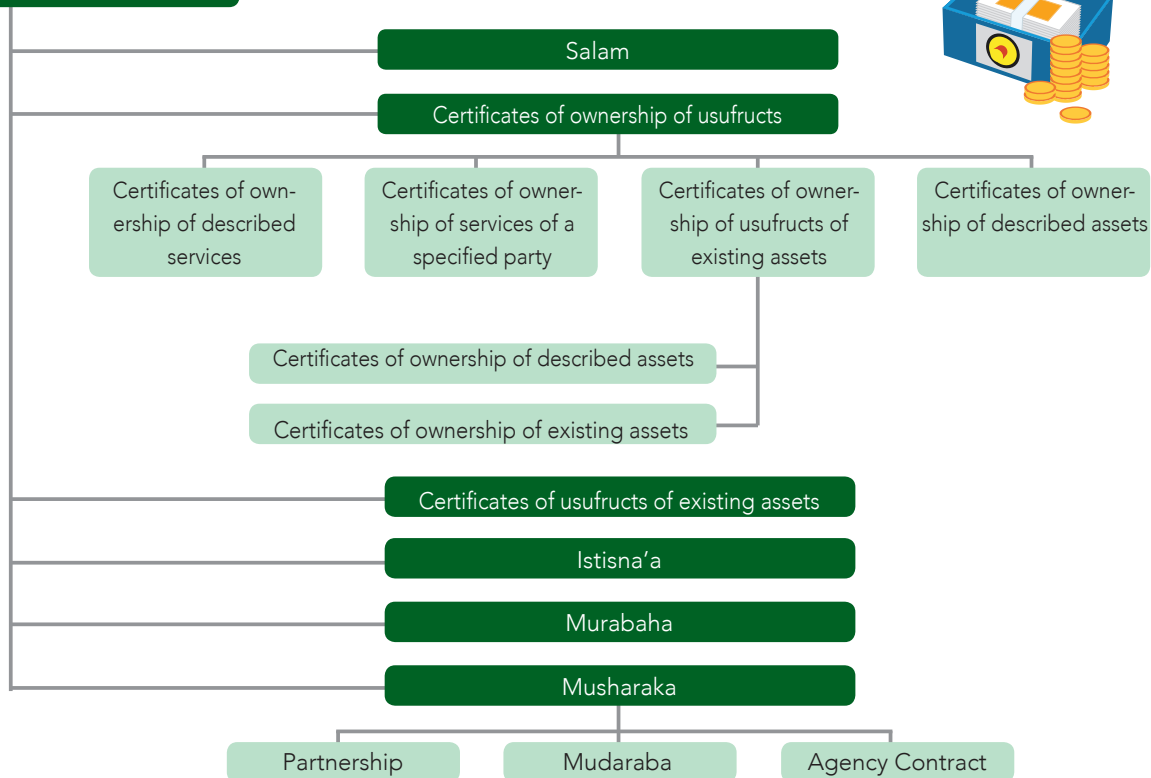 Salam
Certificates of ownership of usufructs
Certificates of own-
ership of described
services
Certificates of owner-
ship of services of a
specified party
Certificates of owner-
ship of usufructs of
existing assets
Certificates of owner-
ship of described assets
Certificates of ownership of described assets
Certificates of ownership of existing assets
Certificates of usufructs of existing assets
Istisna’a
Murabaha
Musharaka
Partnership
Mudaraba
Agency Contract